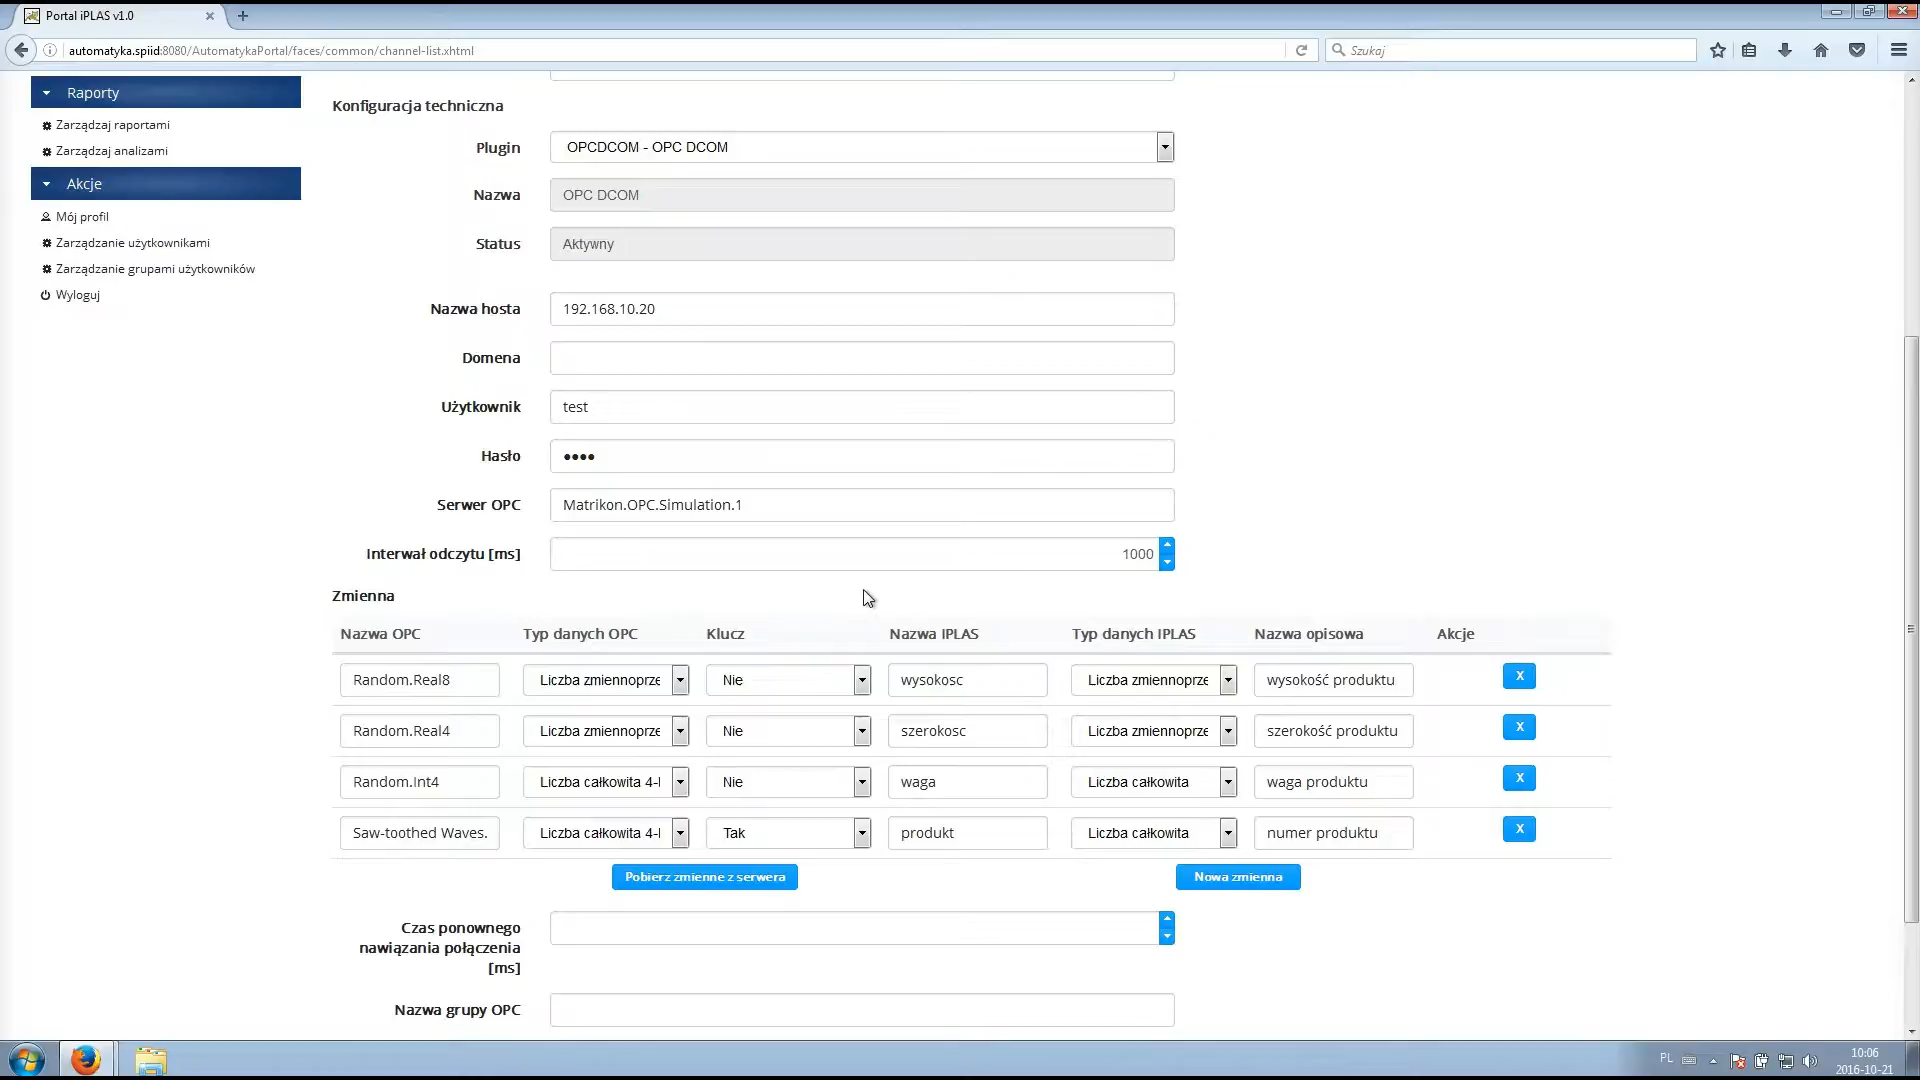 Portal iPLAS v1.0
automatyka.spiid:8080/AutomatykaPortal/faces/common/channel-list.xhtml
Szukaj
Raporty
Zarządzaj raportami
Zarządzaj analizami
Akcje
Mój profil
Zarządzanie użytkownikami
Zarządzanie grupami użytkowników
Wyloguj
Konfiguracja techniczna
Plugin OPCDCOM - OPC DCOM
Nazwa OPC DCOM
Status Aktywny
Nazwa hosta 192.168.10.20
Domena
Użytkownik test
Hasło ••••
Serwer OPC Matrikon.OPC.Simulation.1
Interwał odczytu [ms] 1000
Zmienna
Nazwa OPC Typ danych OPC Klucz Nazwa IPLAS Typ danych IPLAS Nazwa opisowa Akcje
Random.Real8 Liczba zmiennoprze Nie wysokosc Liczba zmiennoprze wysokość produktu X
Random.Real4 Liczba zmiennoprze Nie szerokosc Liczba zmiennoprze szerokość produktu X
Random.Int4 Liczba całkowita 4-l Nie waga Liczba całkowita waga produktu X
Saw-toothed Waves. Liczba całkowita 4-l Tak produkt Liczba całkowita numer produktu X
Pobierz zmienne z serwera Nowa zmienna
Czas ponownego
nawiązania połączenia
[ms]
Nazwa grupy OPC
PL
10:06
2016-10-21